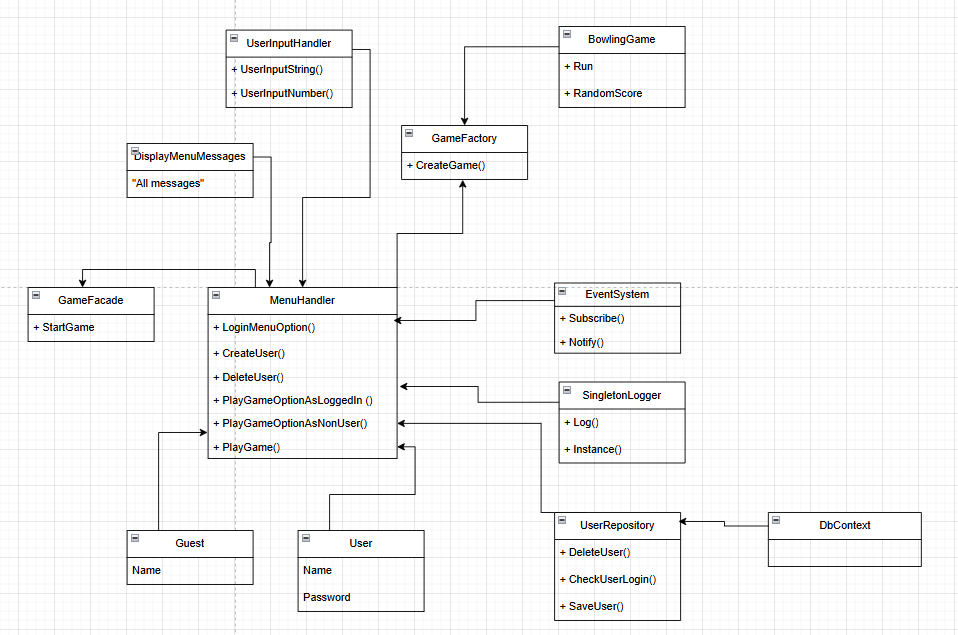 UserInputHandler
+ UserInputString()
+ UserInputNumber()
BowlingGame
+ Run
+ RandomScore
GameFactory
+ CreateGame()
DisplayMenuMessages
"All messages"
GameFacade
+ StartGame
MenuHandler
+ LoginMenuOption()
+ CreateUser()
+ DeleteUser()
+ PlayGameOptionAsLoggedIn ()
+ PlayGameOptionAsNonUser()
+ PlayGame()
EventSystem
+ Subscribe()
+ Notify()
SingletonLogger
+ Log()
+ Instance()
Guest
Name
User
Name
Password
UserRepository
+ DeleteUser()
+ CheckUserLogin()
+ SaveUser()
DbContext